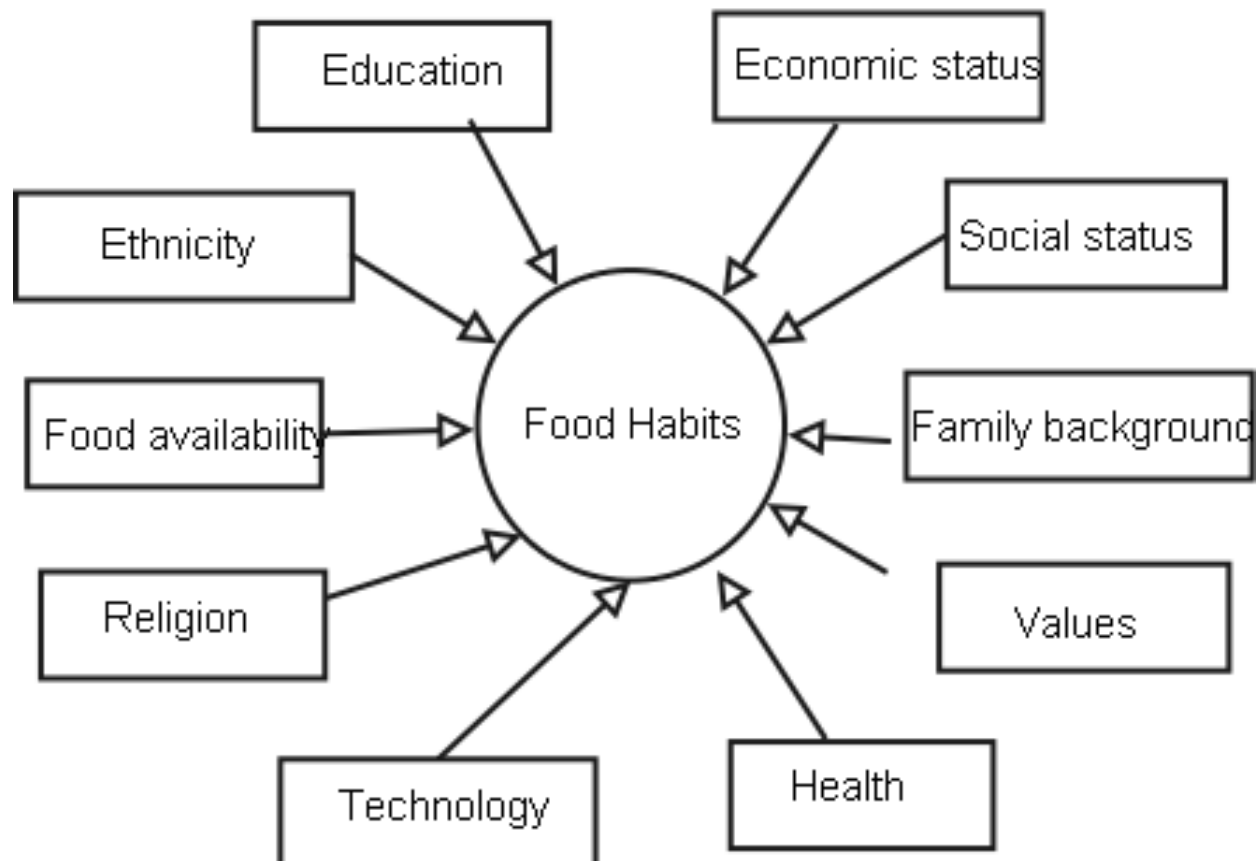 Education
Economic status
Ethnicity
Social status
Food availability
Food Habits
Family background
Religion
Values
Technology
Health